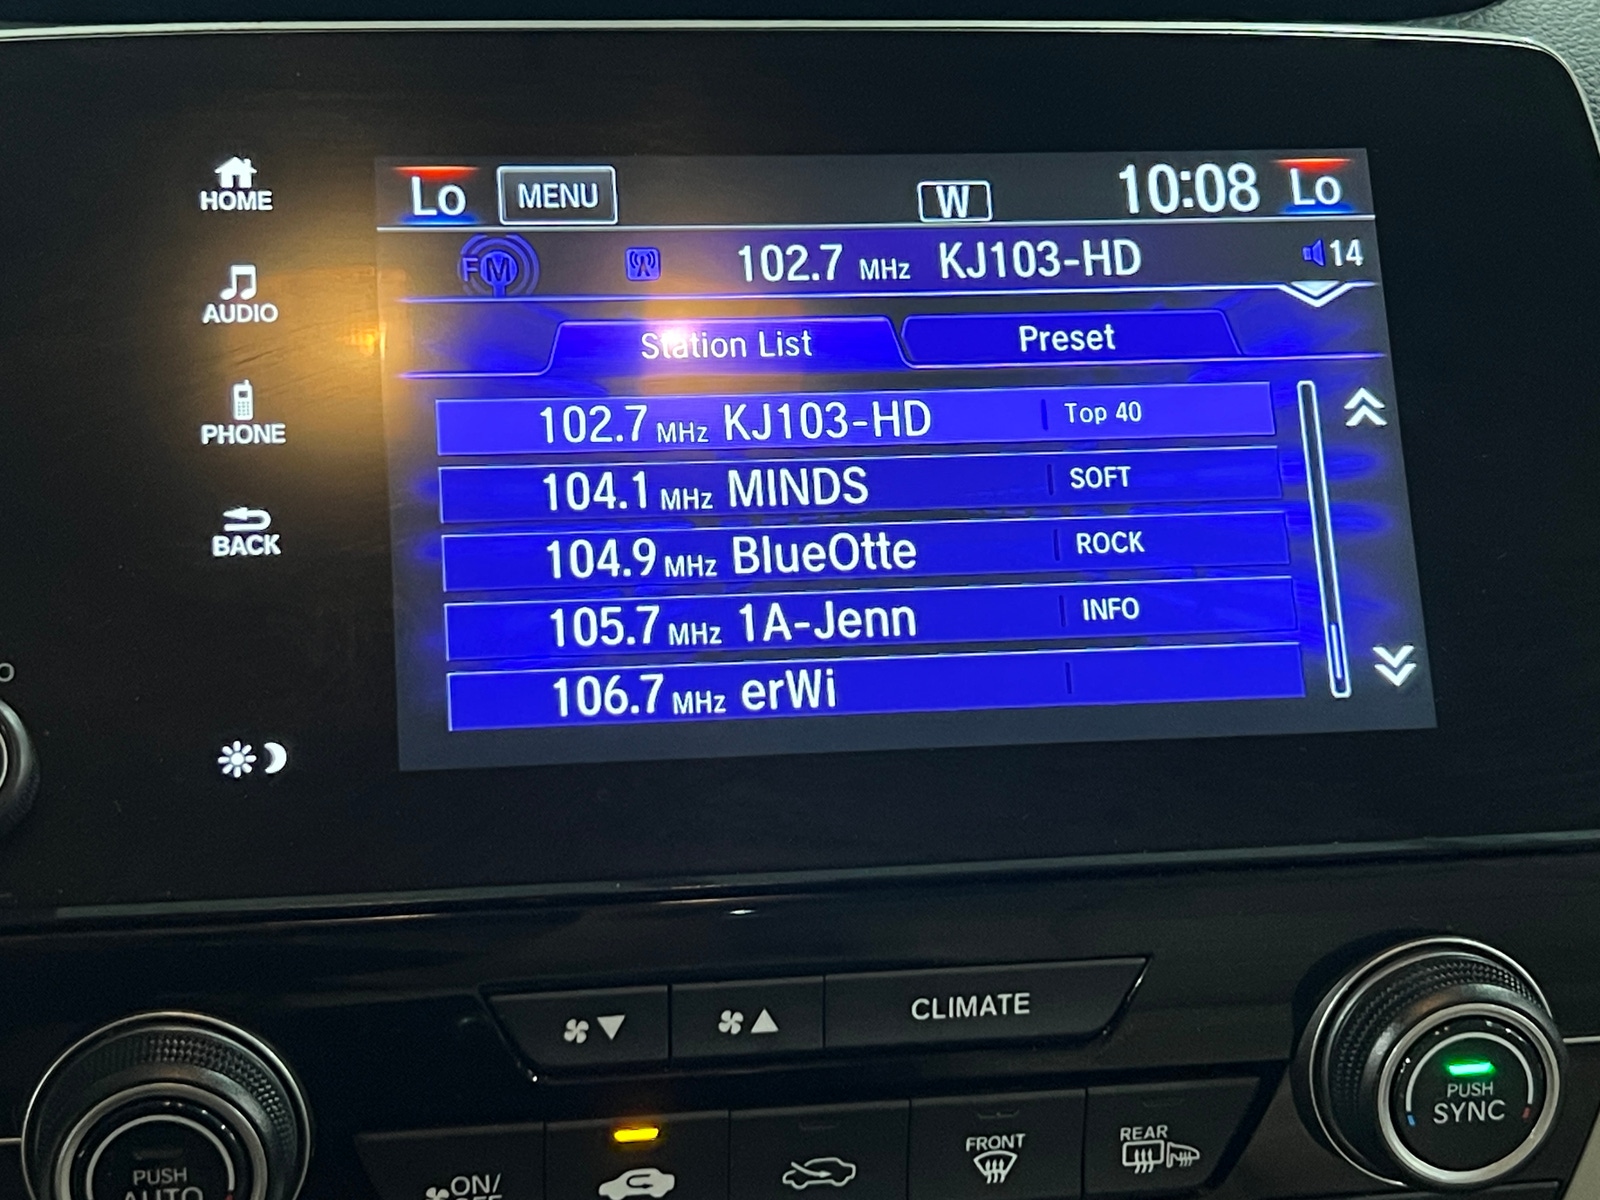 HOME
AUDIO
PHONE
BACK
Lo MENU W 10:08 Lo
FM 102.7 MHz KJ103-HD 14
Station List Preset
102.7 MHz KJ103-HD Top 40
104.1 MHz MINDS SOFT
104.9 MHz BlueOtte ROCK
105.7 MHz 1A-Jenn INFO
106.7 MHz erWi
CLIMATE
PUSH
AUTO
ON/
FRONT
REAR
PUSH
SYNC